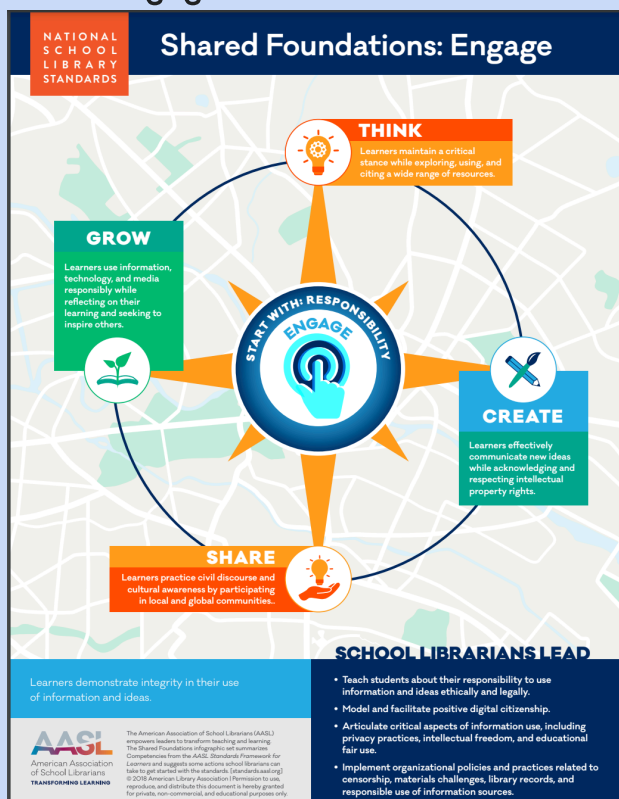 NATIONAL
SCHOOL
LIBRARY
STANDARDS
Shared Foundations: Engage
THINK
Learners maintain a critical
stance while exploring, using, and
citing a wide range of resources.
GROW
Learners use information,
technology, and media
responsibly while
reflecting on their
learning and seeking to
inspire others.
START WITH: RESPONSIBILITY
ENGAGE
CREATE
Learners effectively
communicate new ideas
while acknowledging and
respecting intellectual
property rights.
SHARE
Learners practice civil discourse and
cultural awareness by participating
in local and global communities..
Learners demonstrate integrity in their use
of information and ideas.
SCHOOL LIBRARIANS LEAD
• Teach students about their responsibility to use
information and ideas ethically and legally.
• Model and facilitate positive digital citizenship.
• Articulate critical aspects of information use, including
privacy practices, intellectual freedom, and educational
fair use.
• Implement organizational policies and practices related to
censorship, materials challenges, library records, and
responsible use of information sources.
AASL
American Association
of School Librarians
TRANSFORMING LEARNING
The American Association of School Librarians (AASL)
empowers leaders to transform teaching and learning.
The Shared Foundations infographic set summarizes
Competencies from the AASL Standards Framework for
Learners and suggests some actions school librarians can
take to get started with the standards. [standards.aasl.org]
© 2018 American Library Association | Permission to use,
reproduce, and distribute this document is hereby granted
for private, non-commercial, and educational purposes only.